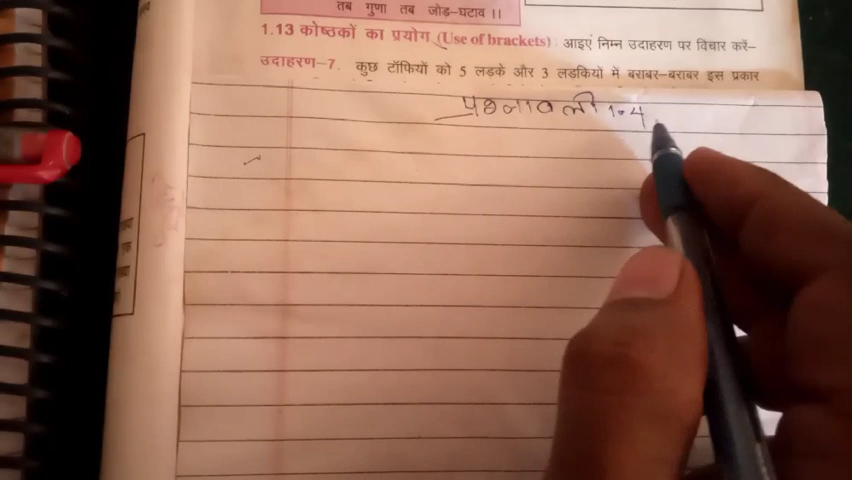 तब गुणा तब जोड़-घटाव ।।
1.13 कोष्ठकों का प्रयोग (Use of brackets) : आइएं निम्न उदाहरण पर विचार करें–
उदाहरण–7. कुछ टॉफियों को 5 लड़के और 3 लड़कियों में बराबर–बराबर इस प्रकार
प्रश्नावली 1.4